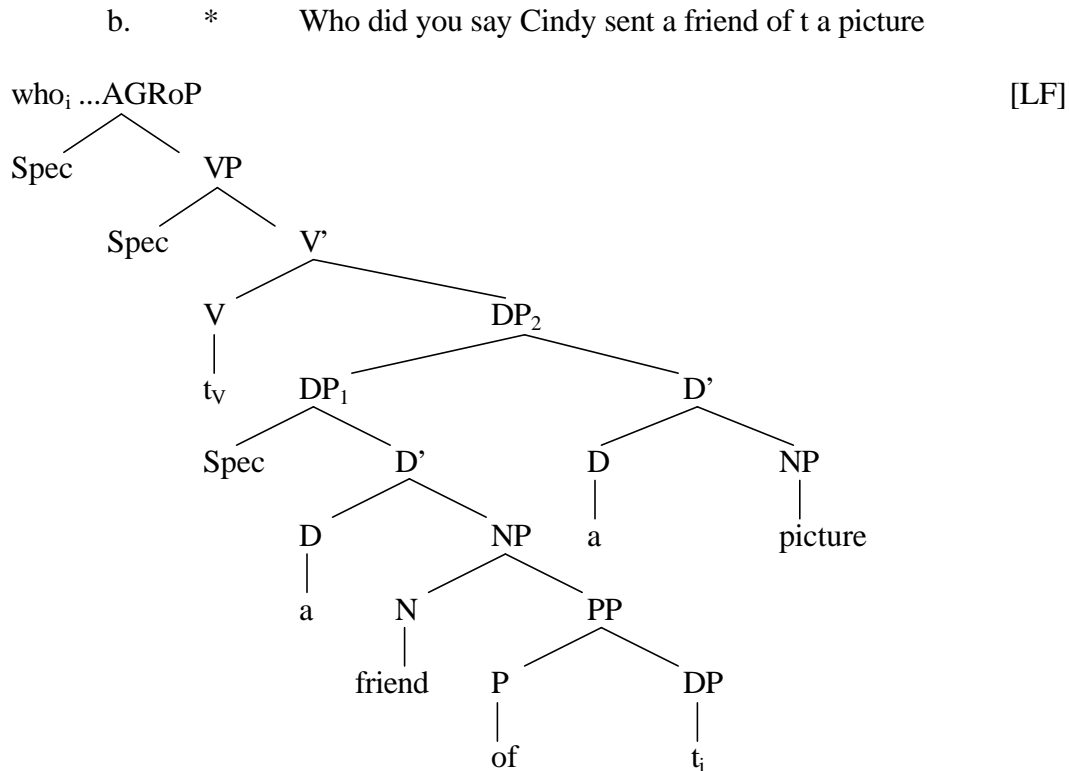 b. * Who did you say Cindy sent a friend of t a picture
whoi ...AGRoP [LF]
Spec VP
Spec V’
V DP2
tV DP1 D’
Spec D’ D NP
D NP a picture
a N PP
friend P DP
of ti